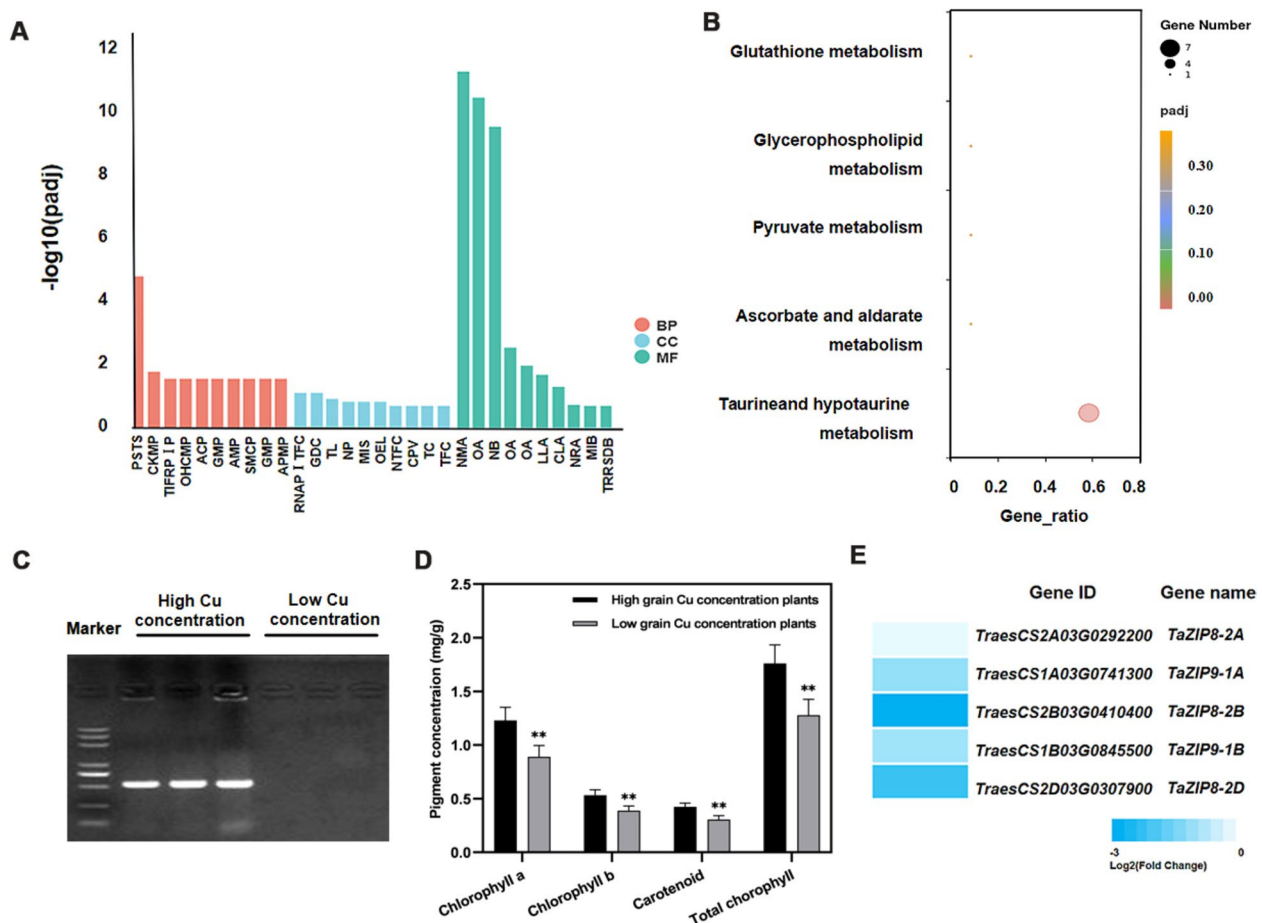 A
12
10
8
6
4
2
0
-log10(padj)
PSTS
CKMP
TIFRP I P
OHCMP
ACP
GMP
AMP
SMCP
GMP
APMP
RNAP I TFC
GDC
TL
NP
MIS
OEL
NTFC
CPV
TC
TFC
NMA
OA
NB
OA
OA
LLA
CLA
NRA
MIB
TRRSDB
BP
CC
MF
B
Glutathione metabolism
Glycerophospholipid
metabolism
Pyruvate metabolism
Ascorbate and aldarate
metabolism
Taurineand hypotaurine
metabolism
0 0.2 0.4 0.6 0.8
Gene_ratio
Gene Number
7
4
1
padj
0.30
0.20
0.10
0.00
C
High Cu
concentration
Low Cu
concentration
Marker
D
2.5
2.0
1.5
1.0
0.5
0.0
Pigment concentraion (mg/g)
High grain Cu concentration plants
Low grain Cu concentration plants
**
**
**
**
Chlorophyll a
Chlorophyll b
Carotenoid
Total chorophyll
E
Gene ID Gene name
TraesCS2A03G0292200 TaZIP8-2A
TraesCS1A03G0741300 TaZIP9-1A
TraesCS2B03G0410400 TaZIP8-2B
TraesCS1B03G0845500 TaZIP9-1B
TraesCS2D03G0307900 TaZIP8-2D
-3 0
Log2(Fold Change)